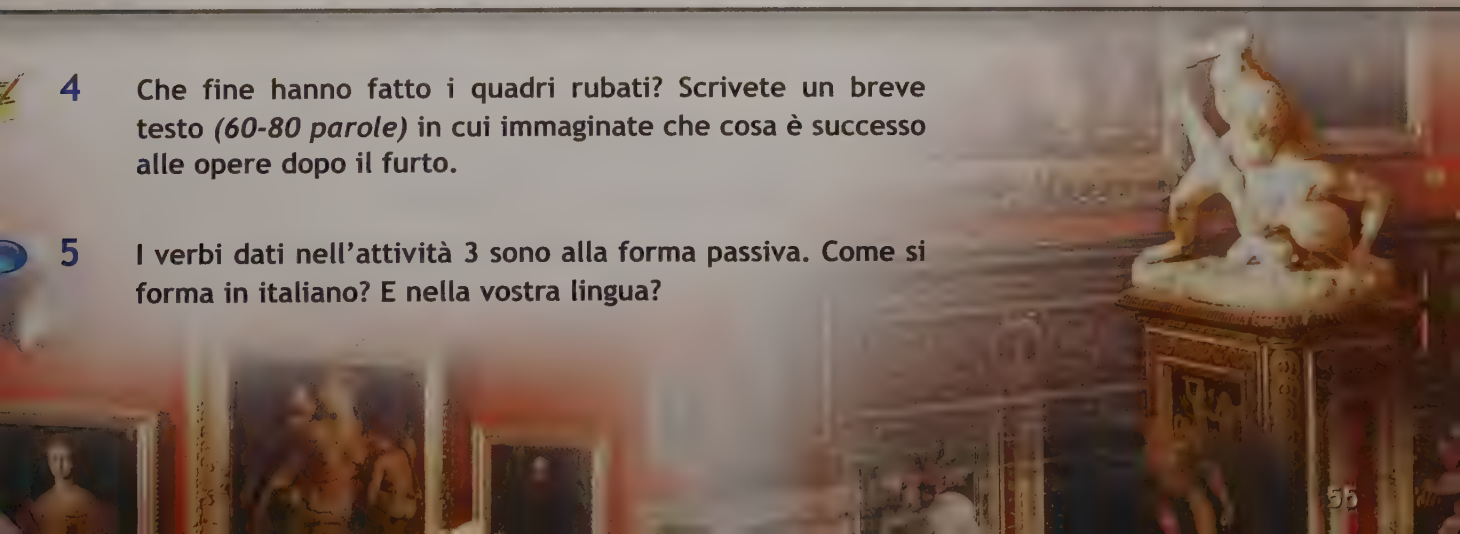 4 Che fine hanno fatto i quadri rubati? Scrivete un breve
testo (60-80 parole) in cui immaginate che cosa è successo
alle opere dopo il furto.
5 I verbi dati nell'attività 3 sono alla forma passiva. Come si
forma in italiano? E nella vostra lingua?
55